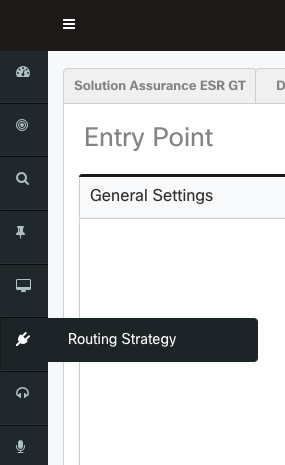 Solution Assurance ESR GT
D
Entry Point
General Settings
Routing Strategy